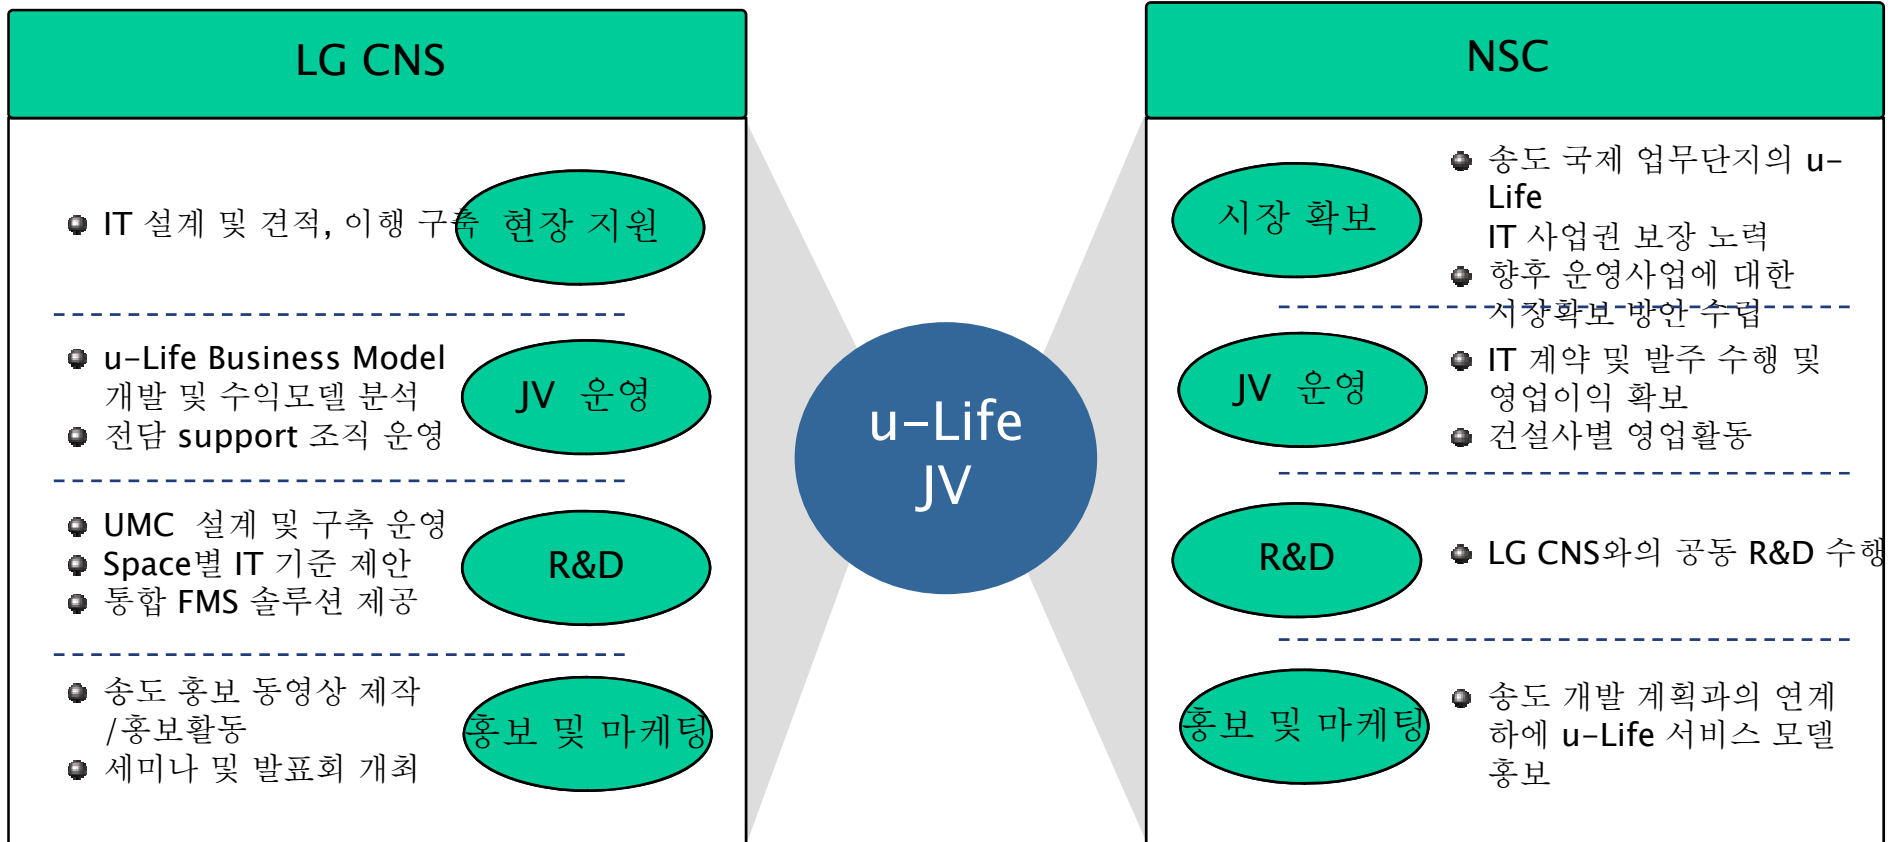 LG CNS
IT 설계 및 견적, 이행 구축
현장 지원
u-Life Business Model
개발 및 수익모델 분석
전담 support 조직 운영
JV 운영
UMC 설계 및 구축 운영
Space별 IT 기준 제안
통합 FMS 솔루션 제공
R&D
송도 홍보 동영상 제작
/홍보활동
세미나 및 발표회 개최
홍보 및 마케팅
u-Life
JV
NSC
시장 확보
송도 국제 업무단지의 u-
Life
IT 사업권 보장 노력
향후 운영사업에 대한
시장확보 방안 수립
JV 운영
IT 계약 및 발주 수행 및
영업이익 확보
건설사별 영업활동
R&D
LG CNS와의 공동 R&D 수행
홍보 및 마케팅
송도 개발 계획과의 연계
하에 u-Life 서비스 모델
홍보